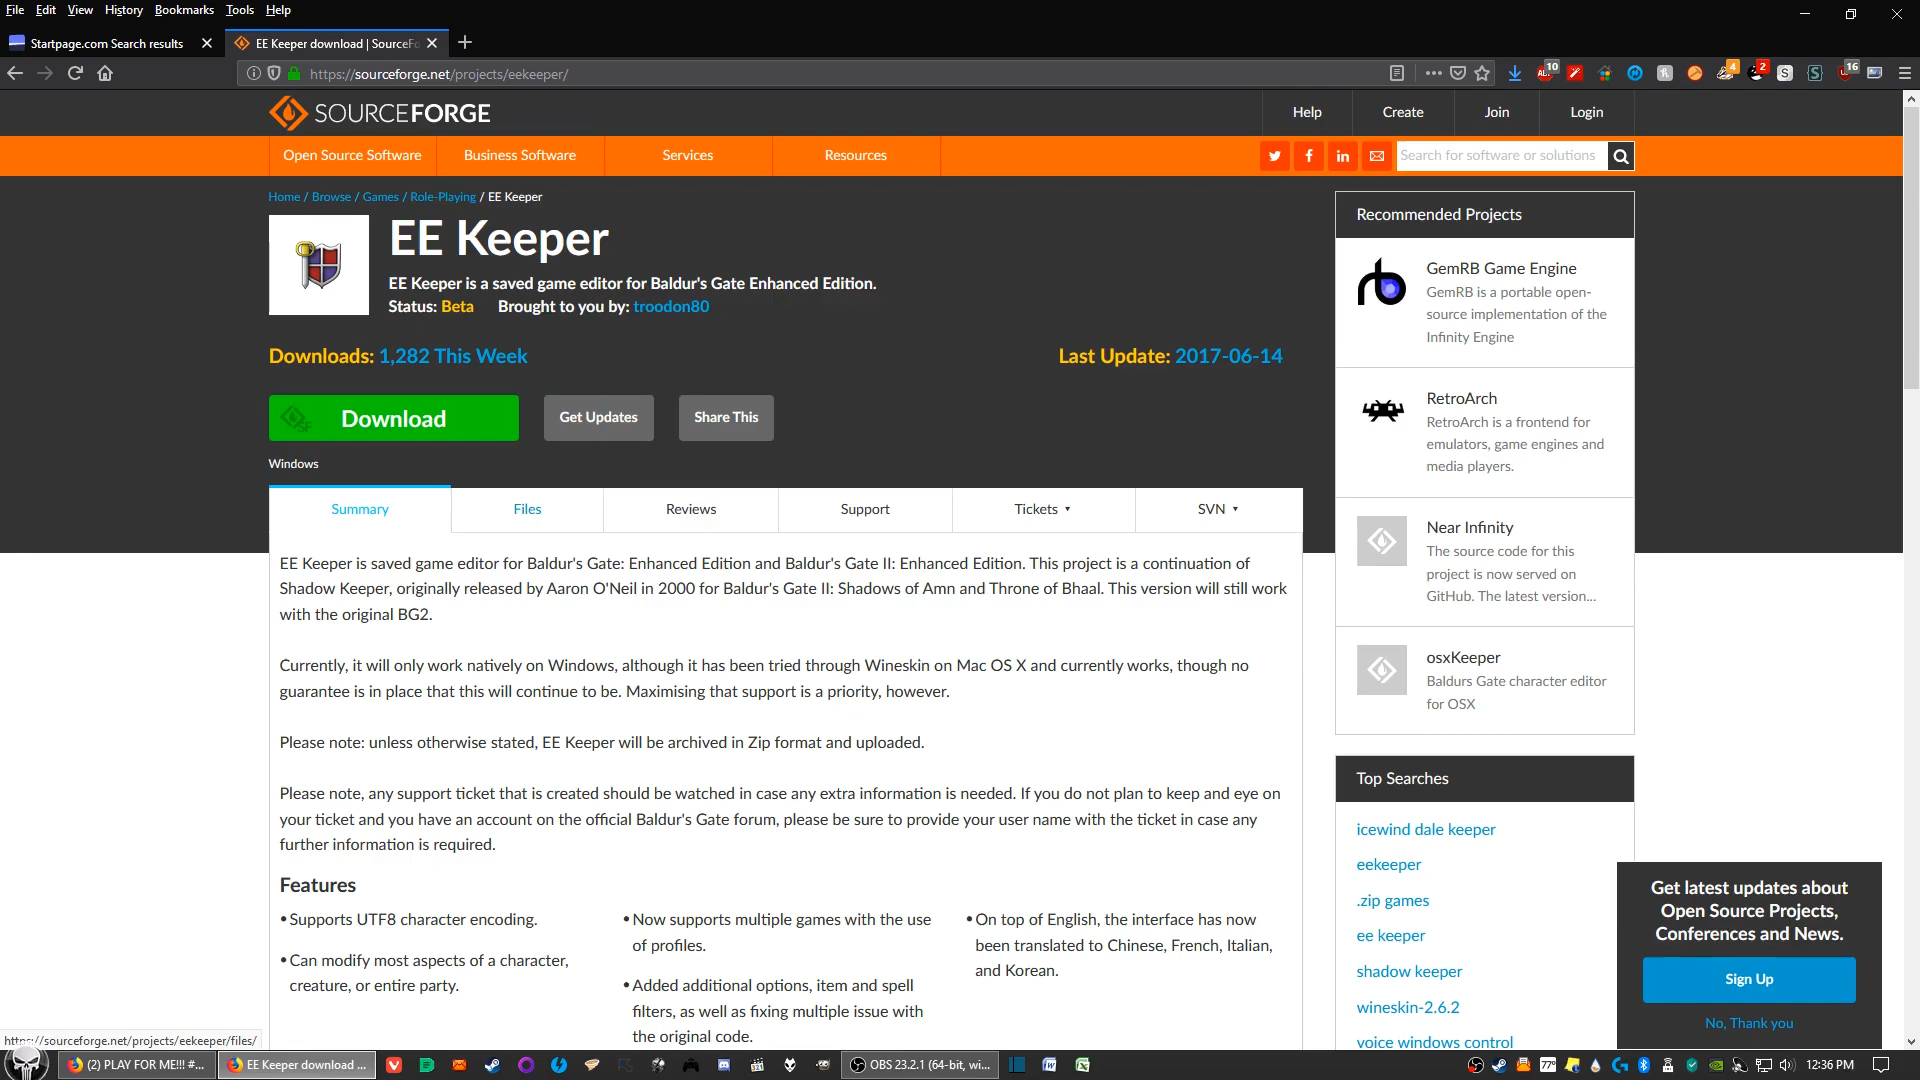 File Edit View History Bookmarks Tools Help
Startpage.com Search results
EE Keeper download | SourceFo
https://sourceforge.net/projects/eekeeper/
10
4
2
16
SOURCEFORGE
Help
Create
Join
Login
Open Source Software
Business Software
Services
Resources
Search for software or solutions
Home / Browse / Games / Role-Playing / EE Keeper
EE Keeper
EE Keeper is a saved game editor for Baldur's Gate Enhanced Edition.
Status: Beta Brought to you by: troodon80
Downloads: 1,282 This Week
Last Update: 2017-06-14
Download
Get Updates
Share This
Windows
Summary
Files
Reviews
Support
Tickets
SVN
EE Keeper is saved game editor for Baldur's Gate: Enhanced Edition and Baldur's Gate II: Enhanced Edition. This project is a continuation of
Shadow Keeper, originally released by Aaron O'Neil in 2000 for Baldur's Gate II: Shadows of Amn and Throne of Bhaal. This version will still work
with the original BG2.
Currently, it will only work natively on Windows, although it has been tried through Wineskin on Mac OS X and currently works, though no
guarantee is in place that this will continue to be. Maximising that support is a priority, however.
Please note: unless otherwise stated, EE Keeper will be archived in Zip format and uploaded.
Please note, any support ticket that is created should be watched in case any extra information is needed. If you do not plan to keep and eye on
your ticket and you have an account on the official Baldur's Gate forum, please be sure to provide your user name with the ticket in case any
further information is required.
Features
• Supports UTF8 character encoding.
• Can modify most aspects of a character,
creature, or entire party.
• Now supports multiple games with the use
of profiles.
• Added additional options, item and spell
filters, as well as fixing multiple issue with
the original code.
• On top of English, the interface has now
been translated to Chinese, French, Italian,
and Korean.
Recommended Projects
GemRB Game Engine
GemRB is a portable open-
source implementation of the
Infinity Engine
RetroArch
RetroArch is a frontend for
emulators, game engines and
media players.
Near Infinity
The source code for this
project is now served on
GitHub. The latest version...
osxKeeper
Baldurs Gate character editor
for OSX
Top Searches
icewind dale keeper
eekeeper
.zip games
ee keeper
shadow keeper
wineskin-2.6.2
voice windows control
Get latest updates about
Open Source Projects,
Conferences and News.
Sign Up
No, Thank you
https://sourceforge.net/projects/eekeeper/files/
(2) PLAY FOR ME!!! #...
EE Keeper download ...
OBS 23.2.1 (64-bit, wi...
77°
12:36 PM